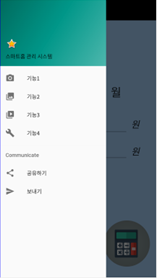 스마트홈 관리 시스템
기능1
기능2
기능3
기능4
Communicate
공유하기
보내기
월
원
원